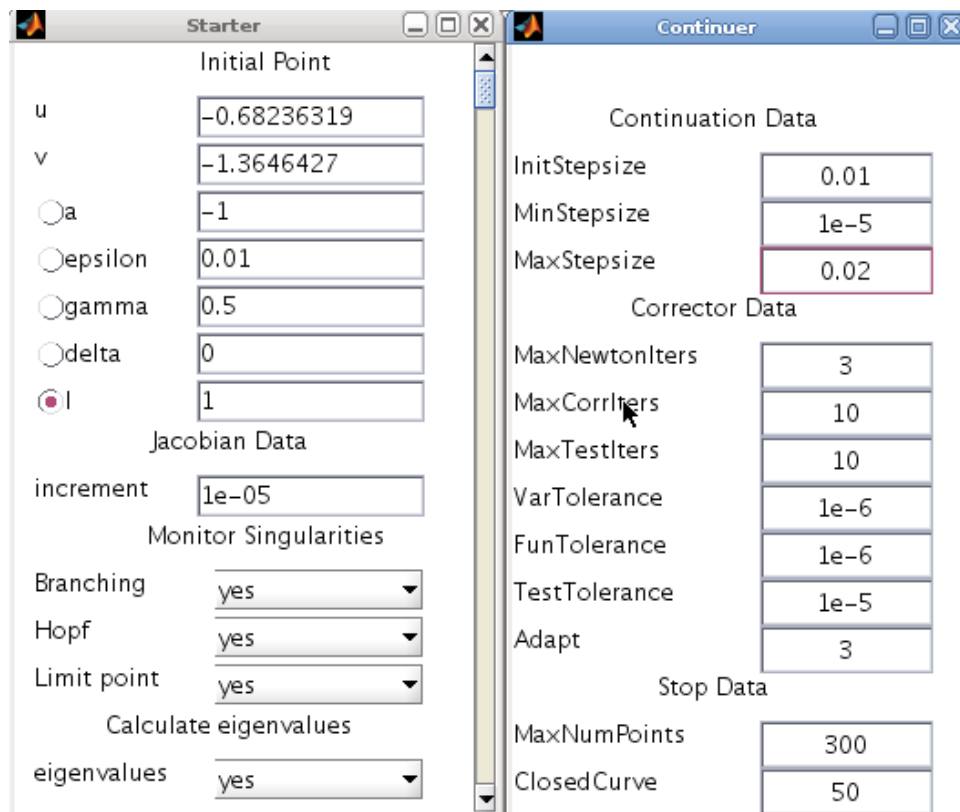 Starter
Initial Point
u −0.68236319
v −1.3646427
a −1
epsilon 0.01
gamma 0.5
delta 0
I 1
Jacobian Data
increment 1e−05
Monitor Singularities
Branching yes
Hopf yes
Limit point yes
Calculate eigenvalues
eigenvalues yes
Continuer
Continuation Data
InitStepsize 0.01
MinStepsize 1e−5
MaxStepsize 0.02
Corrector Data
MaxNewtonIters 3
MaxCorrIters 10
MaxTestIters 10
VarTolerance 1e−6
FunTolerance 1e−6
TestTolerance 1e−5
Adapt 3
Stop Data
MaxNumPoints 300
ClosedCurve 50